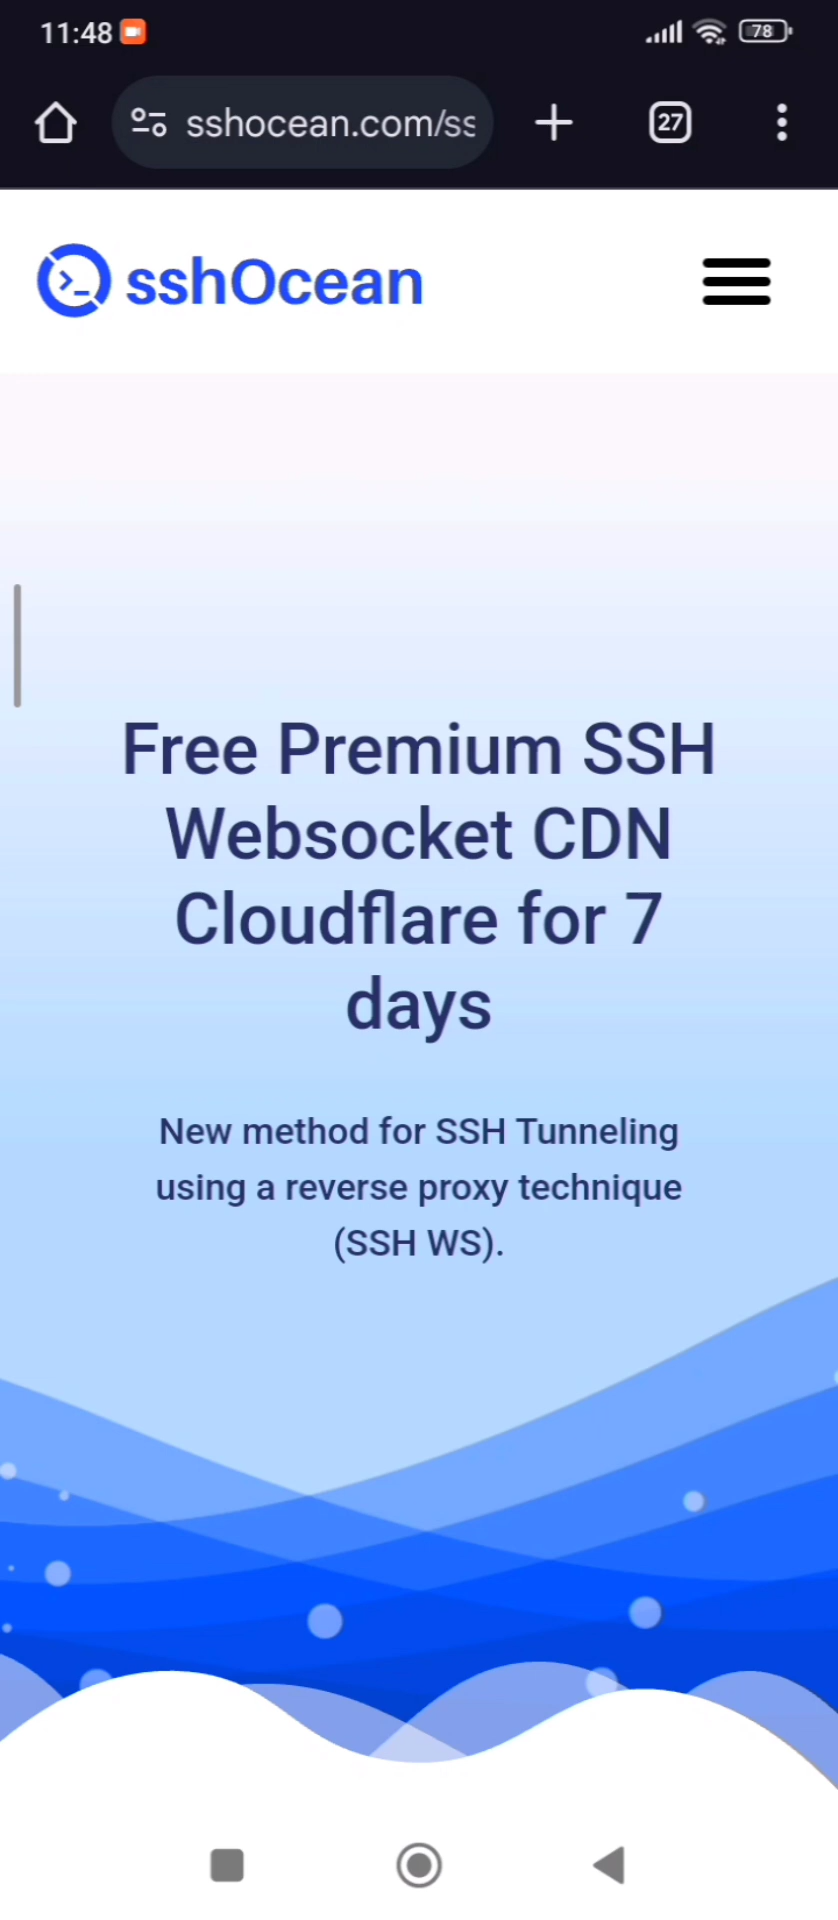 11:48
78
sshocean.com/ss
27
sshOcean
Free Premium SSH
Websocket CDN
Cloudflare for 7
days
New method for SSH Tunneling
using a reverse proxy technique
(SSH WS).